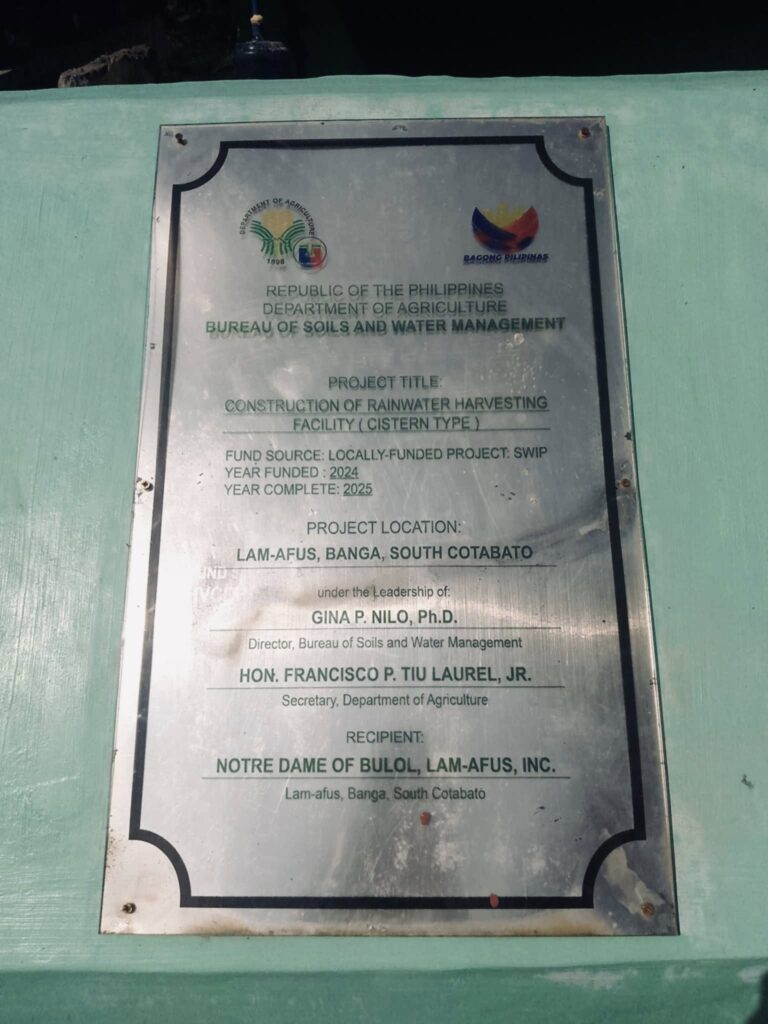 DEPARTMENT OF AGRICULTURE
1898
BAGONG PILIPINAS
REPUBLIC OF THE PHILIPPINES
DEPARTMENT OF AGRICULTURE
BUREAU OF SOILS AND WATER MANAGEMENT
PROJECT TITLE:
CONSTRUCTION OF RAINWATER HARVESTING
FACILITY ( CISTERN TYPE )
FUND SOURCE: LOCALLY-FUNDED PROJECT: SWIP
YEAR FUNDED : 2024
YEAR COMPLETE: 2025
PROJECT LOCATION:
LAM-AFUS, BANGA, SOUTH COTABATO
under the Leadership of:
GINA P. NILO, Ph.D.
Director, Bureau of Soils and Water Management
HON. FRANCISCO P. TIU LAUREL, JR.
Secretary, Department of Agriculture
RECIPIENT:
NOTRE DAME OF BULOL, LAM-AFUS, INC.
Lam-afus, Banga, South Cotabato